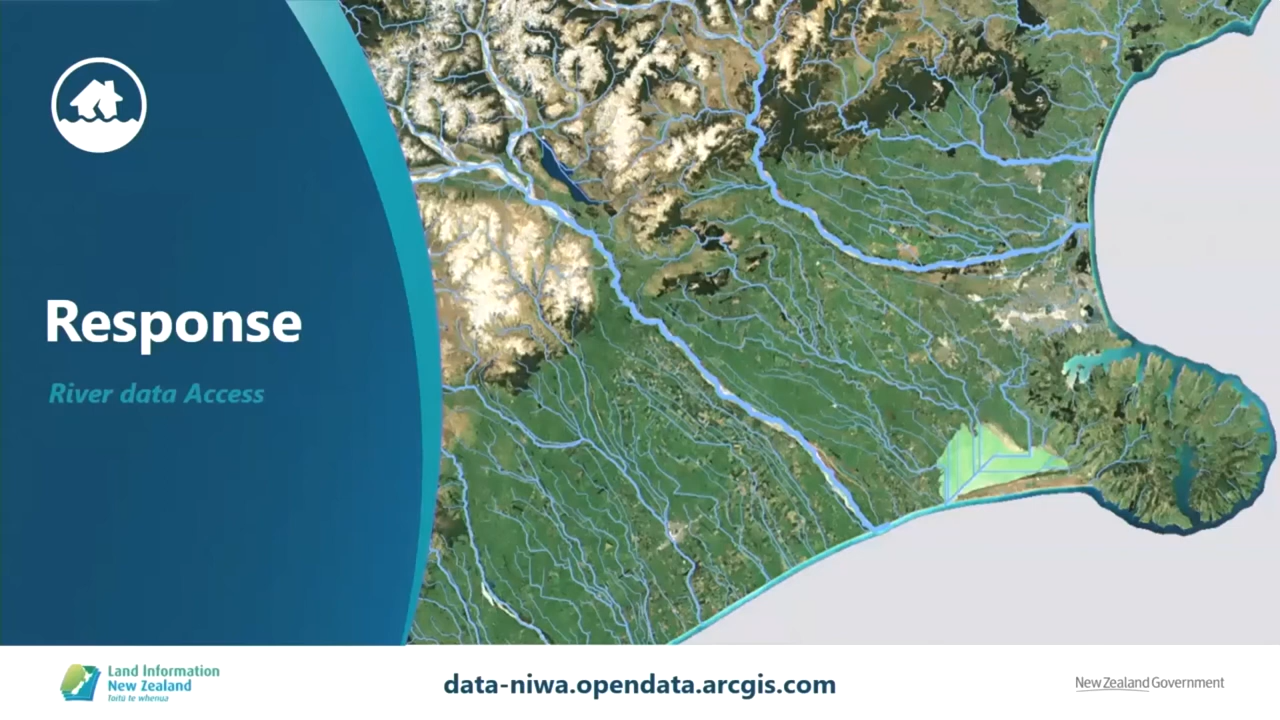 Response
River data Access
Land Information
New Zealand
Toitū te whenua
data-niwa.opendata.arcgis.com
New Zealand Government